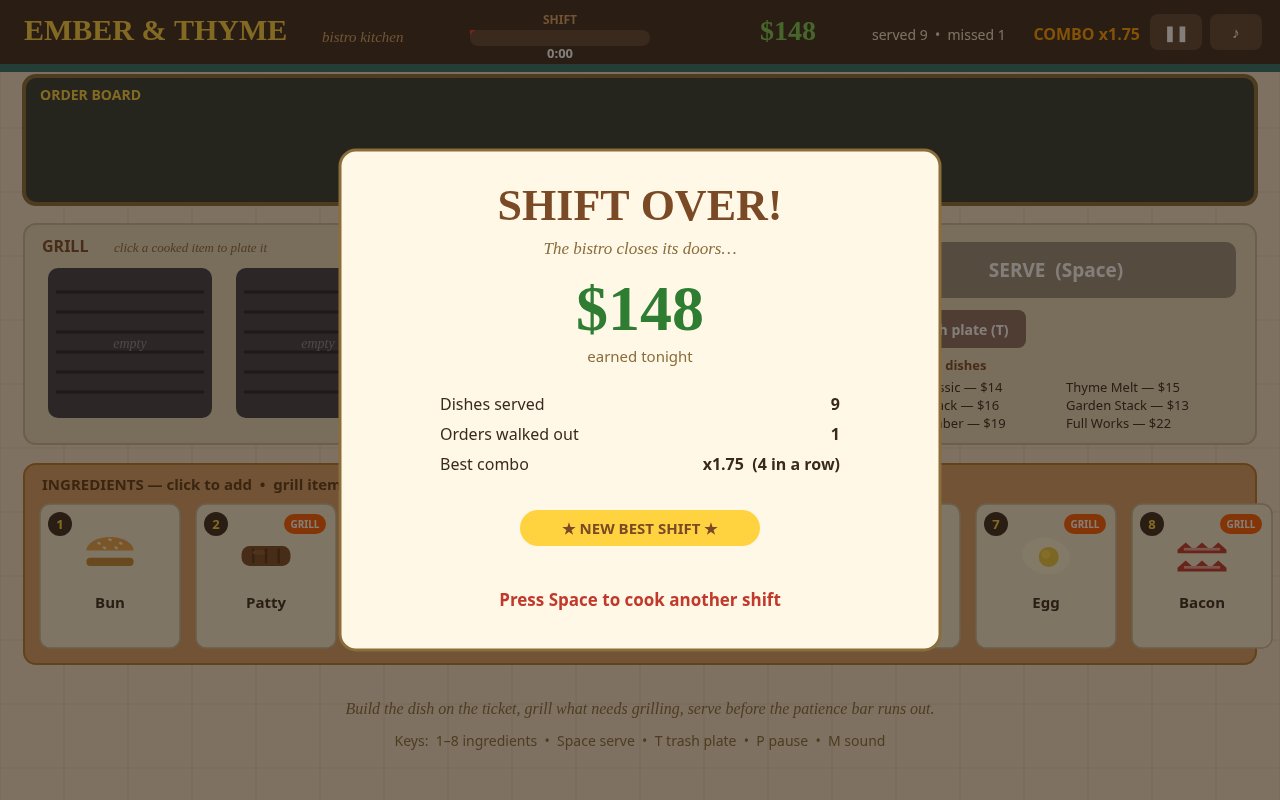 EMBER & THYME bistro kitchen SHIFT $148 served 9 • missed 1 COMBO x1.75 ❚❚ ♪
0:00
ORDER BOARD
SHIFT OVER!
The bistro closes its doors…
$148
earned tonight
Dishes served 9
Orders walked out 1
Best combo x1.75 (4 in a row)
★ NEW BEST SHIFT ★
Press Space to cook another shift
GRILL click a cooked item to plate it
empty empty
SERVE (Space)
plate (T)
dishes
— $14 Thyme Melt — $15
— $16 Garden Stack — $13
— $19 Full Works — $22
INGREDIENTS — click to add • grill
1 Bun
2 GRILL Patty
7 GRILL Egg
8 GRILL Bacon
Build the dish on the ticket, grill what needs grilling, serve before the patience bar runs out.
Keys: 1–8 ingredients • Space serve • T trash plate • P pause • M sound